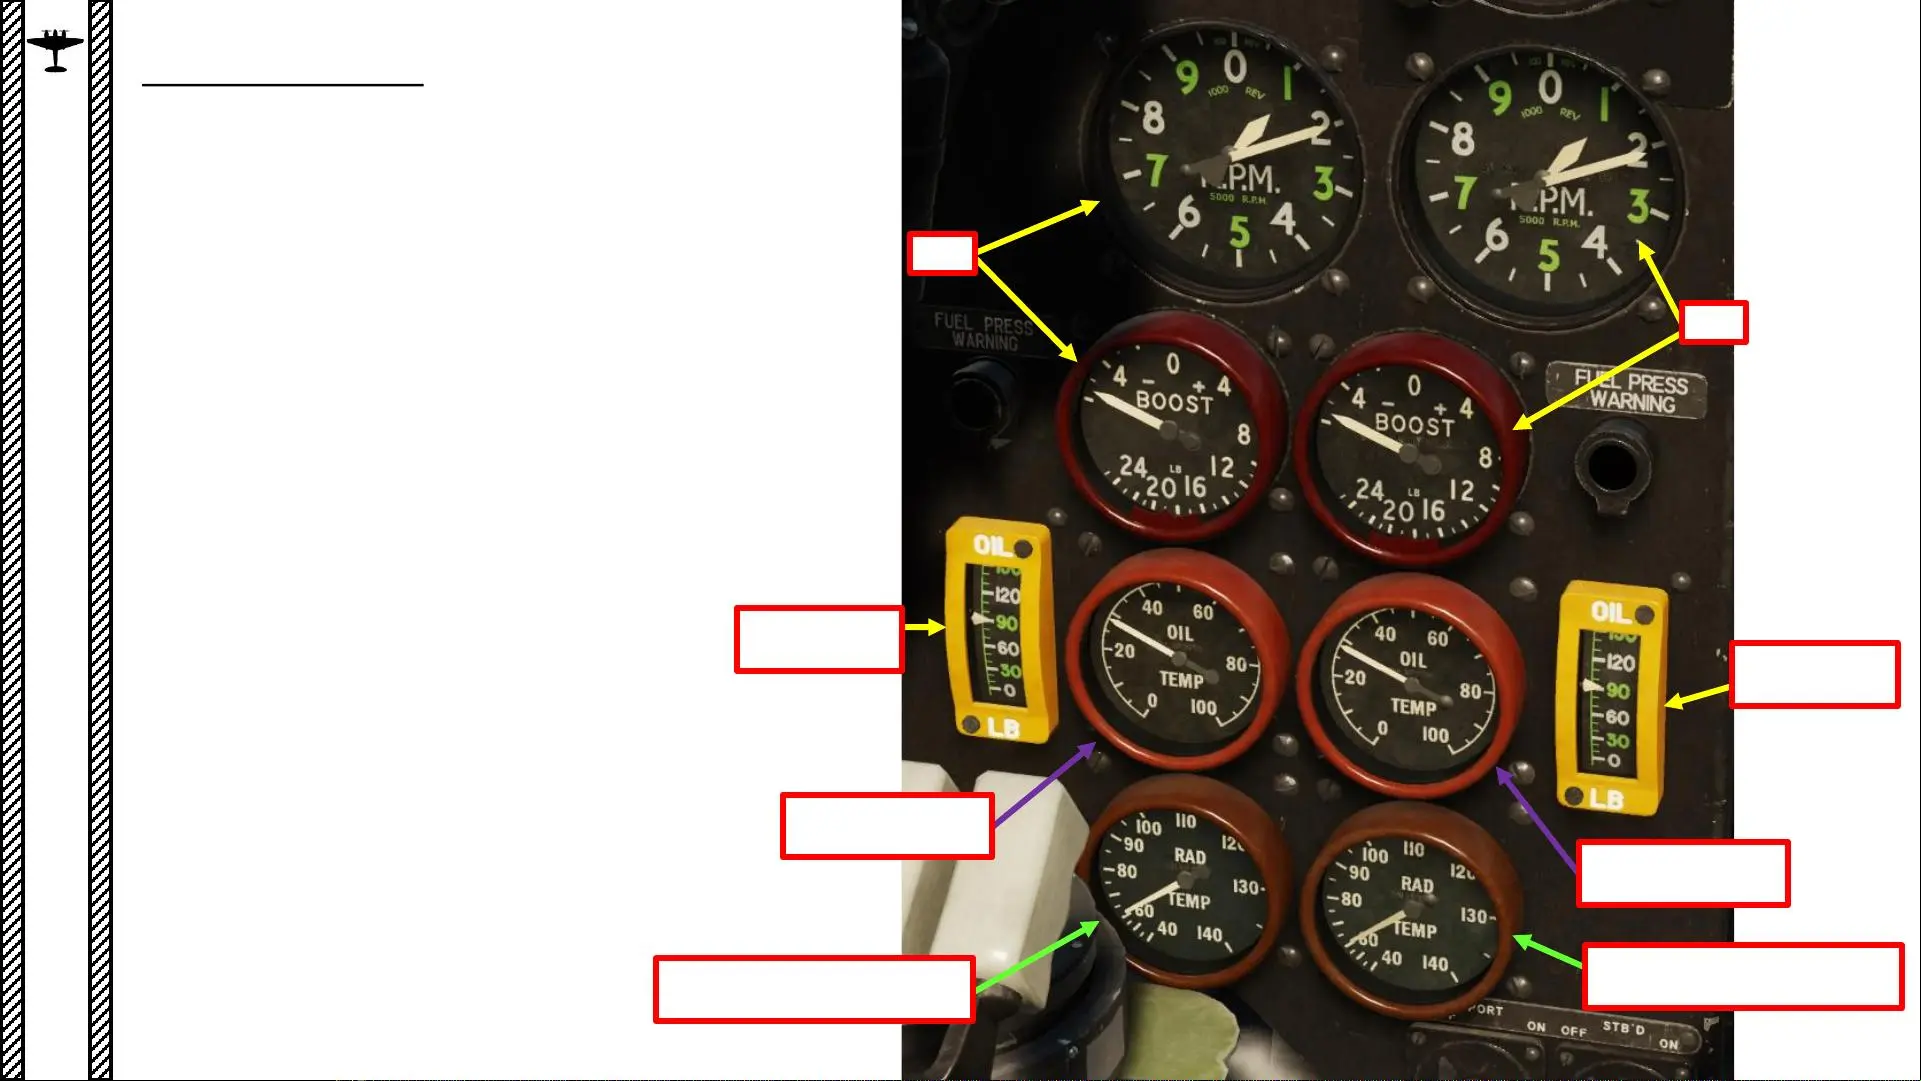 9 0 1
1000 REV
8 2
7 R.P.M. 3
5000 R.P.M.
6 4
5
9 0 1
1000 REV
8 2
7 R.P.M. 3
5000 R.P.M.
6 4
5
FUEL PRESS
WARNING
4 0 4
- +
BOOST
8
24 LB 12
20 16
4 0 4
- +
BOOST
8
24 LB 12
20 16
FUEL PRESS
WARNING
OIL
120
90
60
30
0
LB
40 60
OIL
20 80
TEMP
0 100
40 60
OIL
20 80
TEMP
0 100
OIL
120
90
60
30
0
LB
100 110 120
90 RAD
80 130
TEMP
60 40 140
100 110 120
90 RAD
80 130
TEMP
60 40 140
PORT
ON OFF STB'D
ON